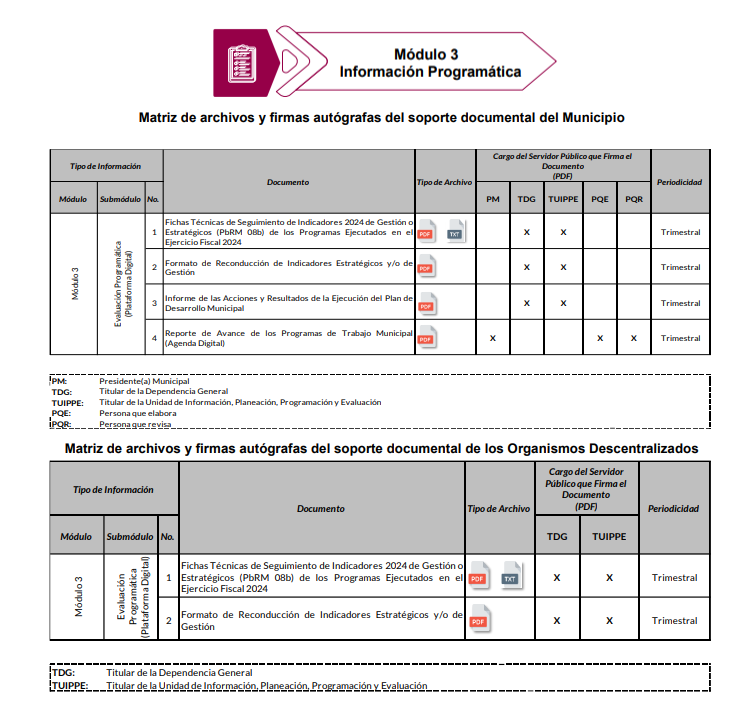 Módulo 3
Información Programática
Matriz de archivos y firmas autógrafas del soporte documental del Municipio
Tipo de Información
Documento
Tipo de Archivo
Cargo del Servidor Público que Firma el
Documento
(PDF)
Periodicidad
Módulo
Submódulo
No.
PM
TDG
TUIPPE
PQE
PQR
Módulo 3
Evaluación Programática
(Plataforma Digital)
1
Fichas Técnicas de Seguimiento de Indicadores 2024 de Gestión o
Estratégicos (PbRM 08b) de los Programas Ejecutados en el
Ejercicio Fiscal 2024
PDF
TXT
X
X
Trimestral
2
Formato de Reconducción de Indicadores Estratégicos y/o de
Gestión
PDF
X
X
Trimestral
3
Informe de las Acciones y Resultados de la Ejecución del Plan de
Desarrollo Municipal
PDF
X
X
Trimestral
4
Reporte de Avance de los Programas de Trabajo Municipal
(Agenda Digital)
PDF
X
X
X
Trimestral
PM: Presidente(a) Municipal
TDG: Titular de la Dependencia General
TUIPPE: Titular de la Unidad de Información, Planeación, Programación y Evaluación
PQE: Persona que elabora
PQR: Persona que revisa
Matriz de archivos y firmas autógrafas del soporte documental de los Organismos Descentralizados
Tipo de Información
Documento
Tipo de Archivo
Cargo del Servidor
Público que Firma el
Documento
(PDF)
Periodicidad
Módulo
Submódulo
No.
TDG
TUIPPE
Módulo 3
Evaluación
Programática
(Plataforma Digital)
1
Fichas Técnicas de Seguimiento de Indicadores 2024 de Gestión o
Estratégicos (PbRM 08b) de los Programas Ejecutados en el
Ejercicio Fiscal 2024
PDF
TXT
X
X
Trimestral
2
Formato de Reconducción de Indicadores Estratégicos y/o de
Gestión
PDF
X
X
Trimestral
TDG: Titular de la Dependencia General
TUIPPE: Titular de la Unidad de Información, Planeación, Programación y Evaluación